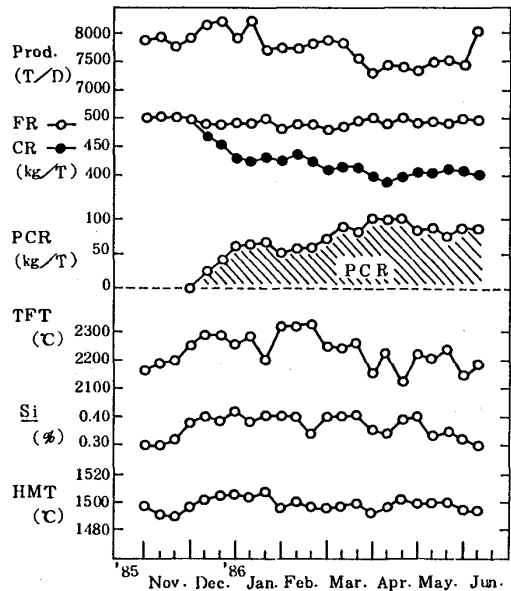 Prod.
(T/D)
8000
7500
7000
FR
CR
(kg/T)
500
450
400
PCR
(kg/T)
100
50
0
PCR
TFT
(℃)
2300
2200
2100
Si
(%)
0.40
0.30
HMT
(℃)
1520
1500
1480
'85 '86
Nov. Dec. Jan. Feb. Mar. Apr. May. Jun.